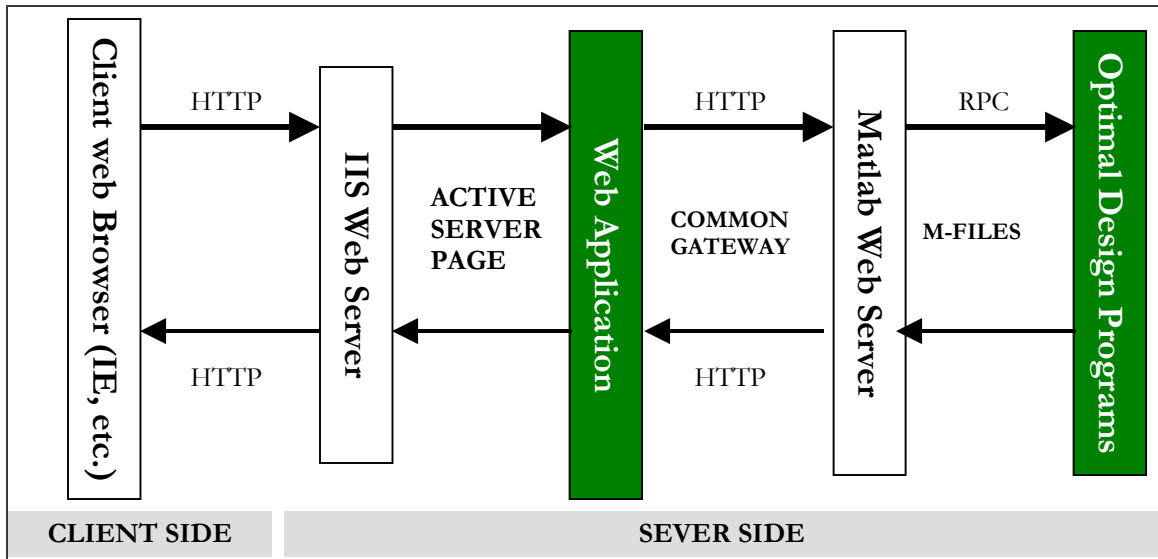 Client web Browser (IE, etc.)
HTTP
HTTP
IIS Web Server
ACTIVE
SERVER
PAGE
Web Application
HTTP
COMMON
GATEWAY
HTTP
Matlab Web Server
RPC
M-FILES
Optimal Design Programs
CLIENT SIDE
SEVER SIDE